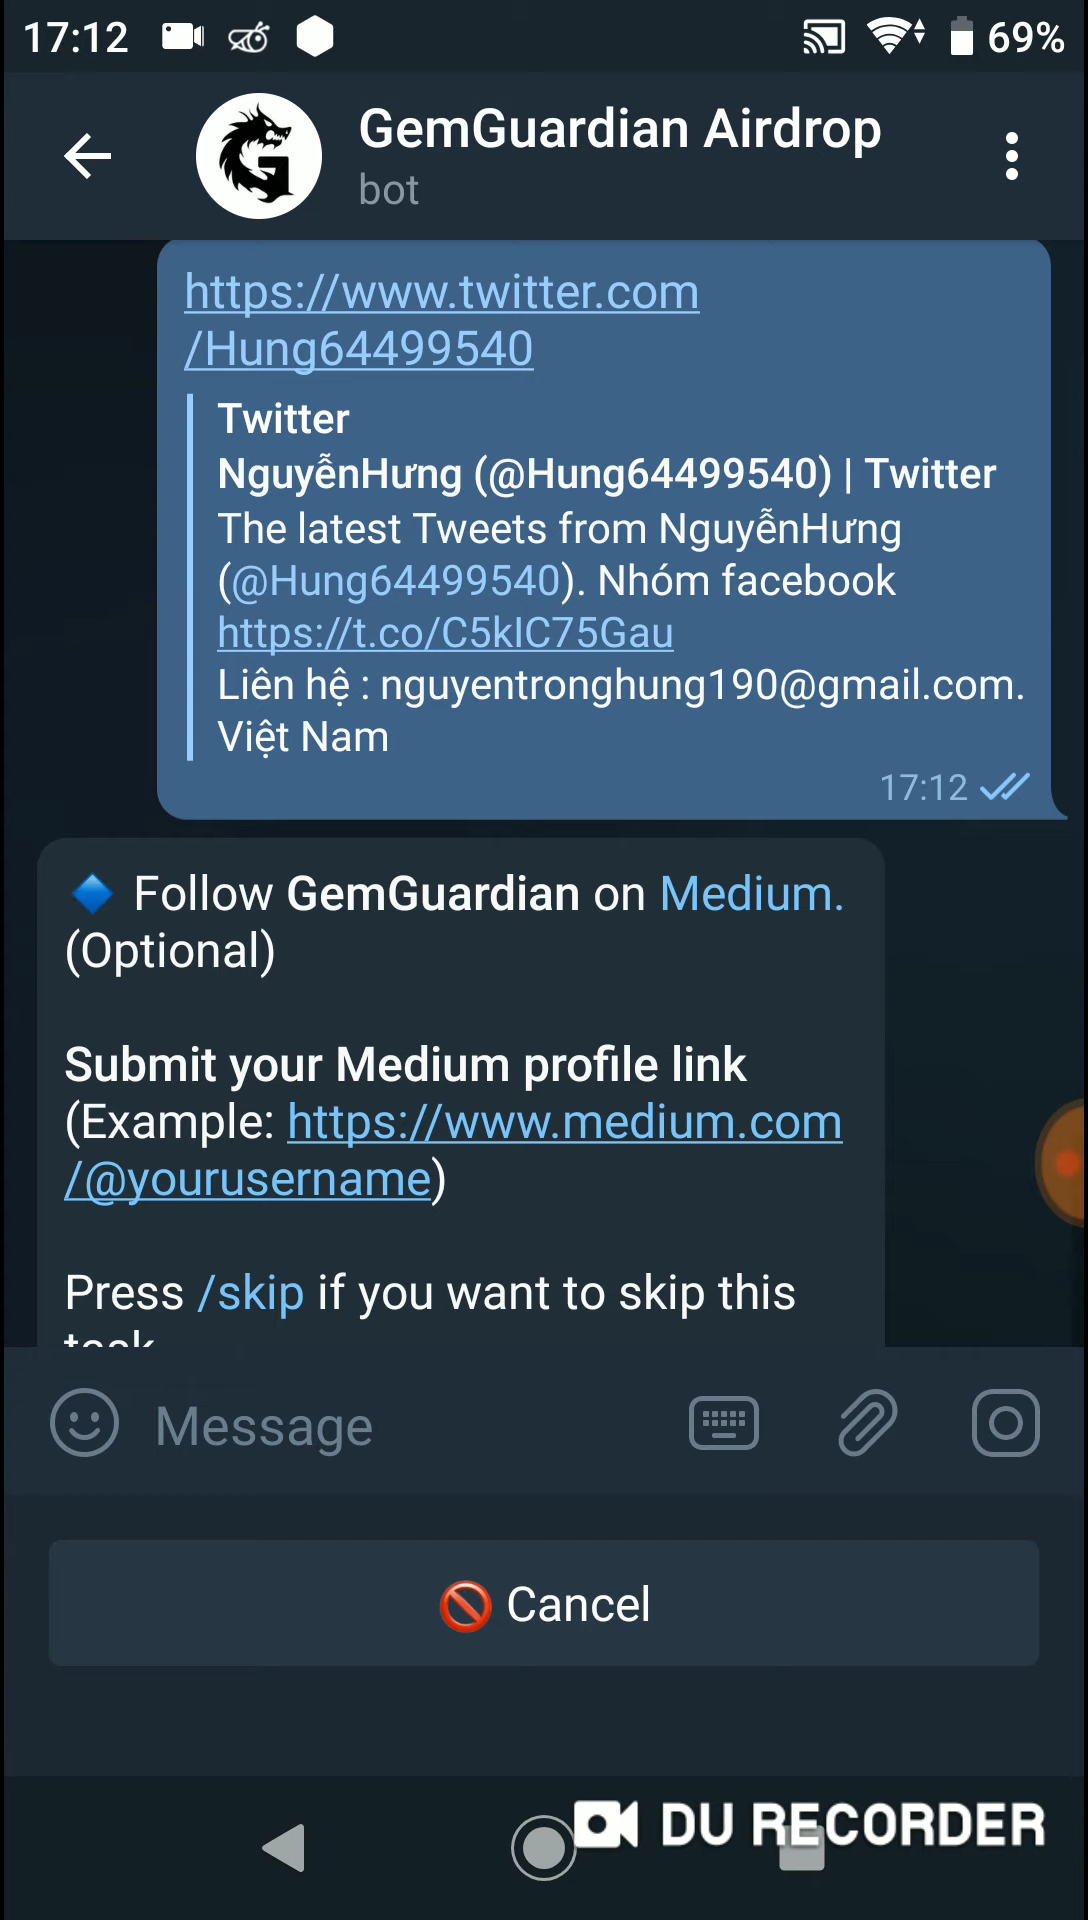 17:12
69%
GemGuardian Airdrop
bot
https://www.twitter.com
/Hung64499540
Twitter
NguyễnHưng (@Hung64499540) | Twitter
The latest Tweets from NguyễnHưng
(@Hung64499540). Nhóm facebook
https://t.co/C5kIC75Gau
Liên hệ : nguyentronghung190@gmail.com.
Việt Nam
17:12
🔷 Follow GemGuardian on Medium.
(Optional)
Submit your Medium profile link
(Example: https://www.medium.com
/@yourusername)
Press /skip if you want to skip this
Message
🚫 Cancel
DU RECORDER